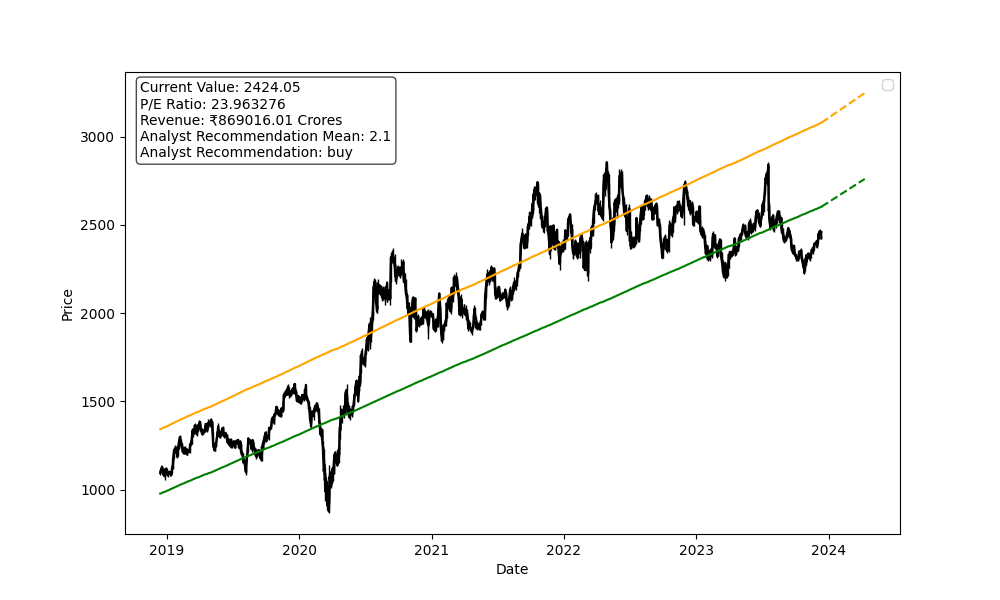 Current Value: 2424.05
P/E Ratio: 23.963276
Revenue: ₹869016.01 Crores
Analyst Recommendation Mean: 2.1
Analyst Recommendation: buy
3000
2500
2000
1500
1000
Price
2019 2020 2021 2022 2023 2024
Date